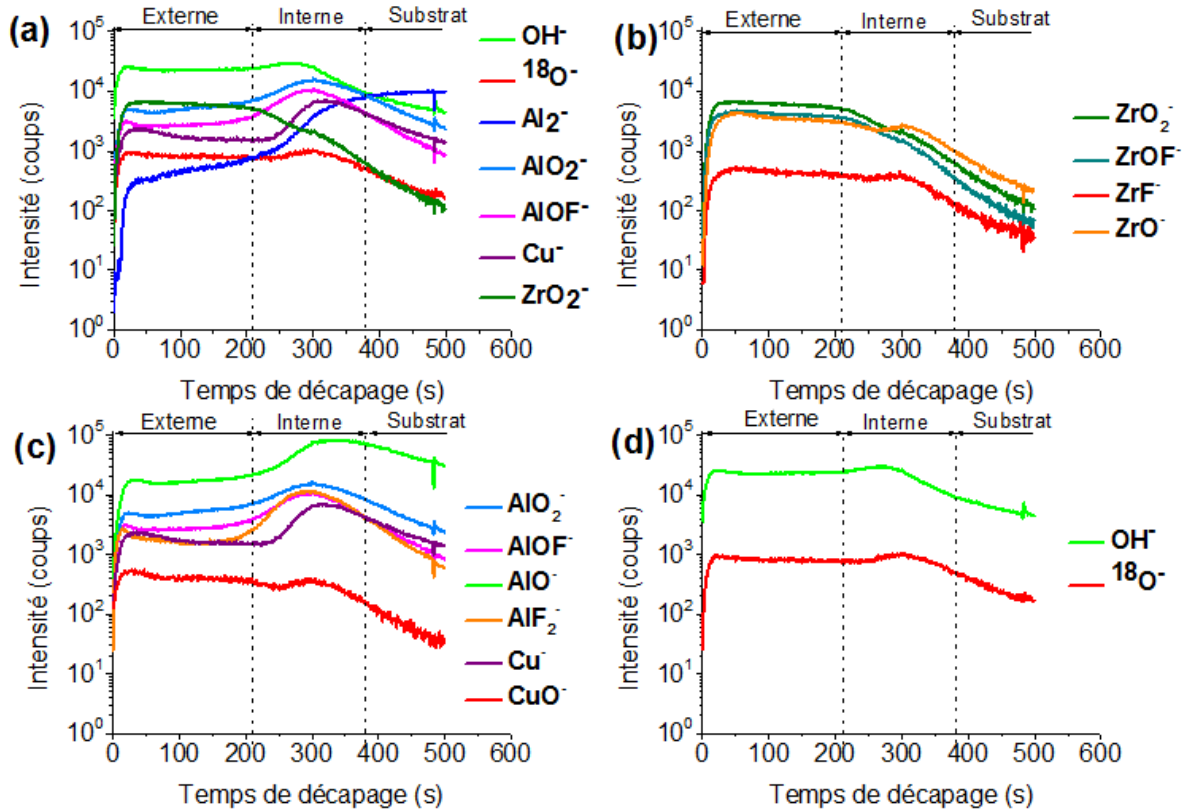 (a)
Externe Interne Substrat
10⁵
10⁴
10³
10²
10¹
10⁰
0 100 200 300 400 500 600
Intensité (coups)
Temps de décapage (s)
OH⁻
¹⁸O⁻
Al₂⁻
AlO₂⁻
AlOF⁻
Cu⁻
ZrO₂⁻
(b)
Externe Interne Substrat
10⁵
10⁴
10³
10²
10¹
10⁰
0 100 200 300 400 500 600
Intensité (coups)
Temps de décapage (s)
ZrO₂⁻
ZrOF⁻
ZrF⁻
ZrO⁻
(c)
Externe Interne Substrat
10⁵
10⁴
10³
10²
10¹
10⁰
0 100 200 300 400 500 600
Intensité (coups)
Temps de décapage (s)
AlO₂⁻
AlOF⁻
AlO⁻
AlF₂⁻
Cu⁻
CuO⁻
(d)
Externe Interne Substrat
10⁵
10⁴
10³
10²
10¹
10⁰
0 100 200 300 400 500 600
Intensité (coups)
Temps de décapage (s)
OH⁻
¹⁸O⁻